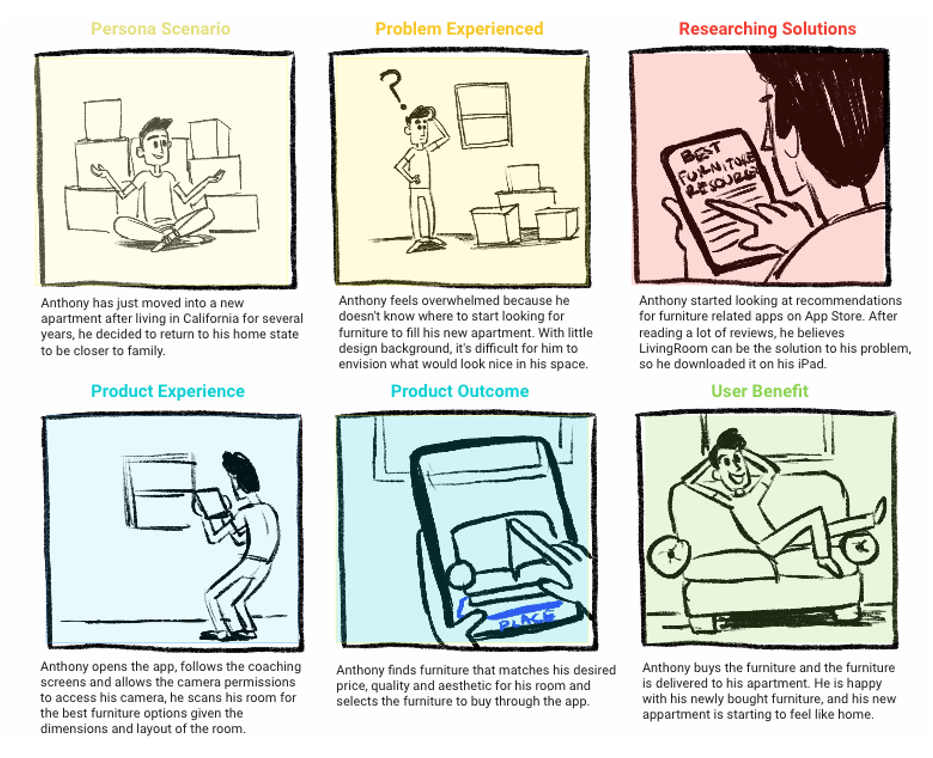 Persona Scenario
Problem Experienced
Researching Solutions
?
BEST
FURNITURE
RESOURCES
Anthony has just moved into a new
apartment after living in California for several
years, he decided to return to his home state
to be closer to family.
Anthony feels overwhelmed because he
doesn't know where to start looking for
furniture to fill his new apartment. With little
design background, it's difficult for him to
envision what would look nice in his space.
Anthony started looking at recommendations
for furniture related apps on App Store. After
reading a lot of reviews, he believes
LivingRoom can be the solution to his problem,
so he downloaded it on his iPad.
Product Experience
Product Outcome
User Benefit
PLACE
Anthony opens the app, follows the coaching
screens and allows the camera permissions
to access his camera, he scans his room for
the best furniture options given the
dimensions and layout of the room.
Anthony finds furniture that matches his desired
price, quality and aesthetic for his room and
selects the furniture to buy through the app.
Anthony buys the furniture and the furniture
is delivered to his apartment. He is happy
with his newly bought furniture, and his new
appartment is starting to feel like home.